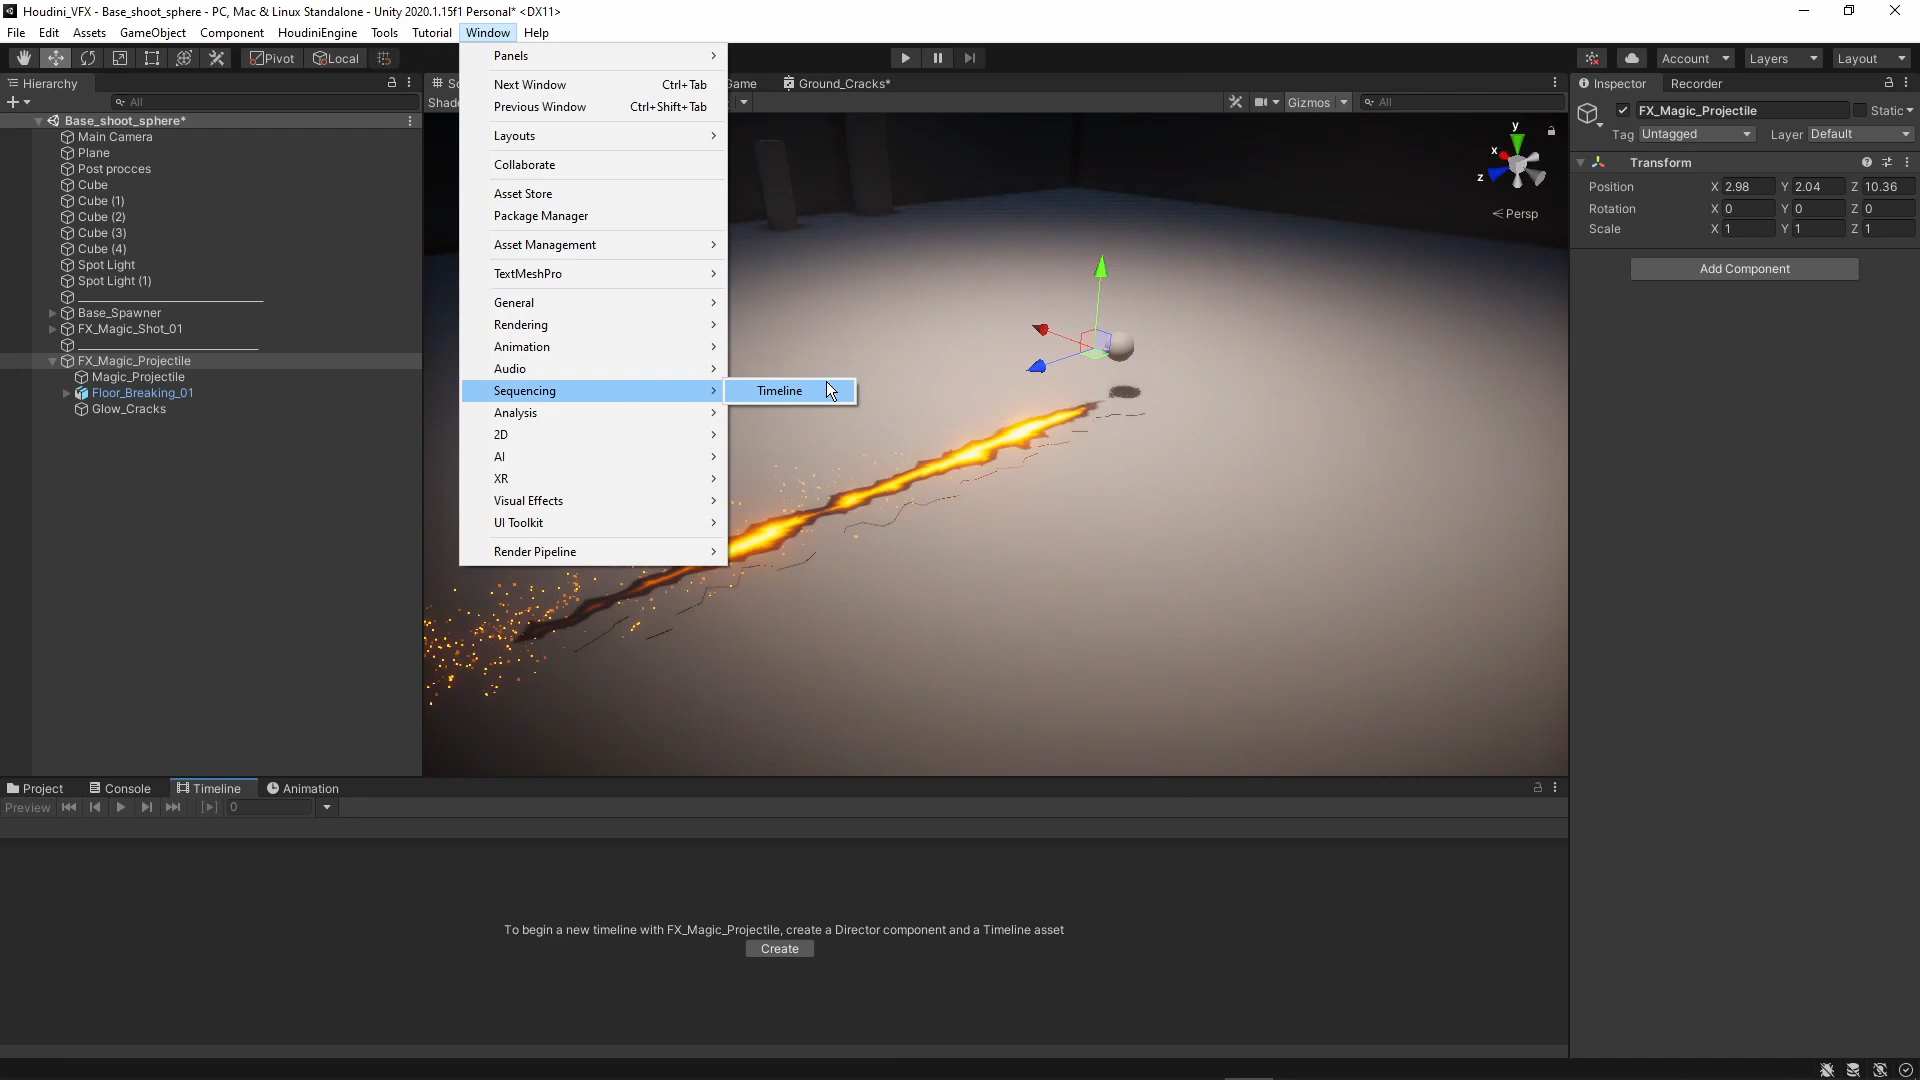 Houdini_VFX - Base_shoot_sphere - PC, Mac & Linux Standalone - Unity 2020.1.15f1 Personal* <DX11>
File Edit Assets GameObject Component HoudiniEngine Tools Tutorial Window Help
Pivot Local Account Layers Layout
Hierarchy
All
Base_shoot_sphere*
Main Camera
Plane
Post procces
Cube
Cube (1)
Cube (2)
Cube (3)
Cube (4)
Spot Light
Spot Light (1)
Base_Spawner
FX_Magic_Shot_01
FX_Magic_Projectile
Magic_Projectile
Floor_Breaking_01
Glow_Cracks
Panels
Next Window Ctrl+Tab
Previous Window Ctrl+Shift+Tab
Layouts
Collaborate
Asset Store
Package Manager
Asset Management
TextMeshPro
General
Rendering
Animation
Audio
Sequencing
Timeline
Analysis
2D
AI
XR
Visual Effects
UI Toolkit
Render Pipeline
Ground_Cracks*
Gizmos All
y
x
z
Persp
Inspector Recorder
FX_Magic_Projectile Static
Tag Untagged Layer Default
Transform
Position X 2.98 Y 2.04 Z 10.36
Rotation X 0 Y 0 Z 0
Scale X 1 Y 1 Z 1
Add Component
Project Console Timeline Animation
Preview 0
To begin a new timeline with FX_Magic_Projectile, create a Director component and a Timeline asset
Create